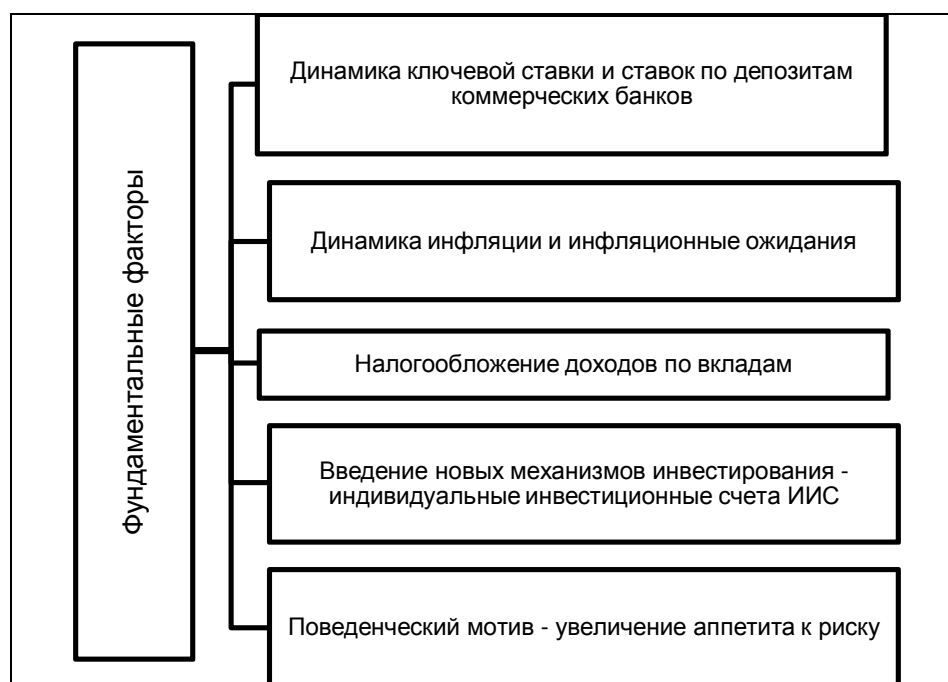 Фундаментальные факторы
Динамика ключевой ставки и ставок по депозитам
коммерческих банков
Динамика инфляции и инфляционные ожидания
Налогообложение доходов по вкладам
Введение новых механизмов инвестирования -
индивидуальные инвестиционные счета ИИС
Поведенческий мотив - увеличение аппетита к риску